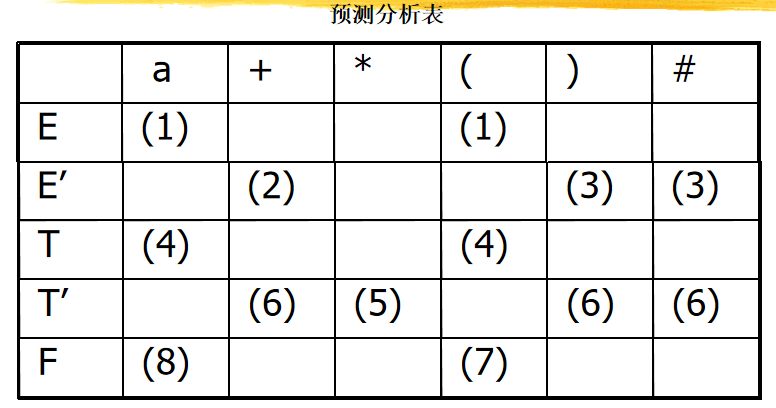 预测分析表
a + * ( ) #
E (1) (1)
E′ (2) (3) (3)
T (4) (4)
T′ (6) (5) (6) (6)
F (8) (7)